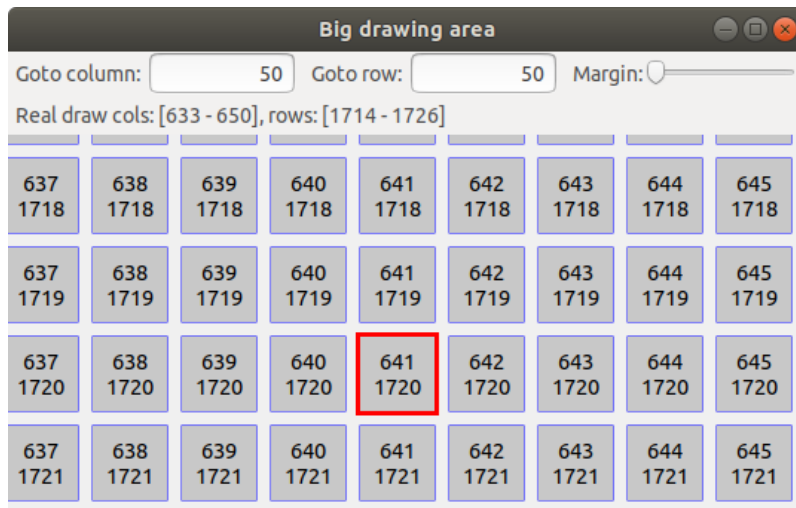 Big drawing area
Goto column: 50 Goto row: 50 Margin:
Real draw cols: [633 - 650], rows: [1714 - 1726]
637 638 639 640 641 642 643 644 645
1718 1718 1718 1718 1718 1718 1718 1718 1718
637 638 639 640 641 642 643 644 645
1719 1719 1719 1719 1719 1719 1719 1719 1719
637 638 639 640 641 642 643 644 645
1720 1720 1720 1720 1720 1720 1720 1720 1720
637 638 639 640 641 642 643 644 645
1721 1721 1721 1721 1721 1721 1721 1721 1721